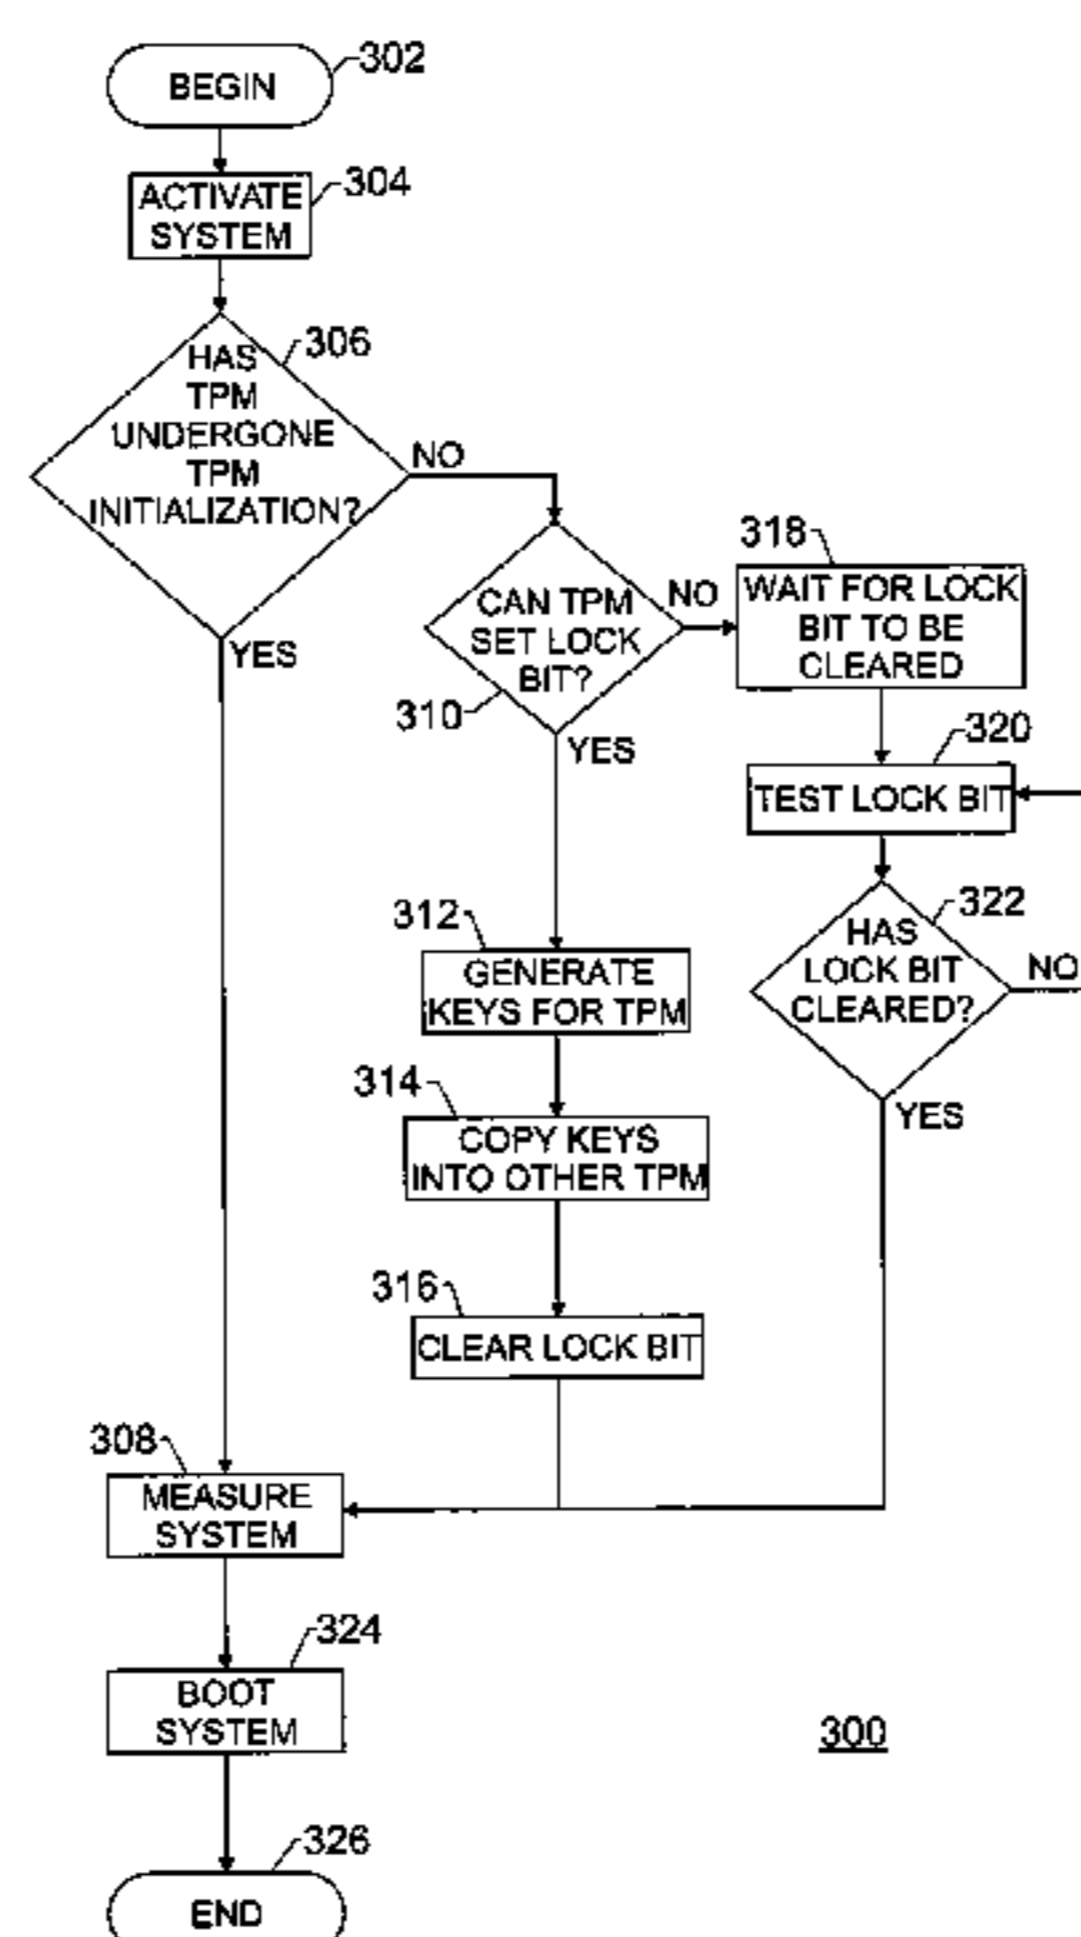 302
BEGIN
304
ACTIVATE
SYSTEM
306
HAS
TPM
UNDERGONE
TPM
INITIALIZATION?
NO
YES
CAN TPM
SET LOCK
BIT?
310
NO
YES
318
WAIT FOR LOCK
BIT TO BE
CLEARED
320
TEST LOCK BIT
322
HAS
LOCK BIT
CLEARED?
NO
YES
312
GENERATE
KEYS FOR TPM
314
COPY KEYS
INTO OTHER TPM
316
CLEAR LOCK BIT
308
MEASURE
SYSTEM
324
BOOT
SYSTEM
300
326
END